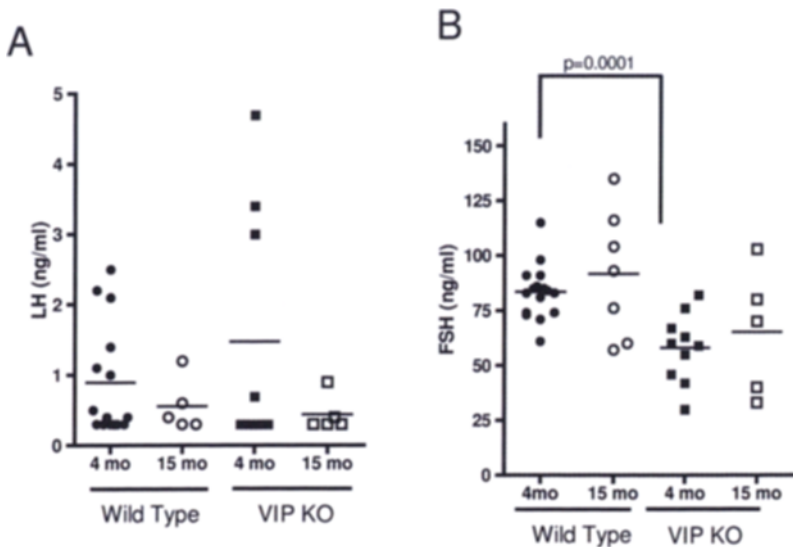 A
5
4
3
2
1
0
LH (ng/ml)
4 mo
15 mo
4 mo
15 mo
Wild Type
VIP KO
B
p=0.0001
150
125
100
75
50
25
0
FSH (ng/ml)
4mo
15 mo
4 mo
15 mo
Wild Type
VIP KO